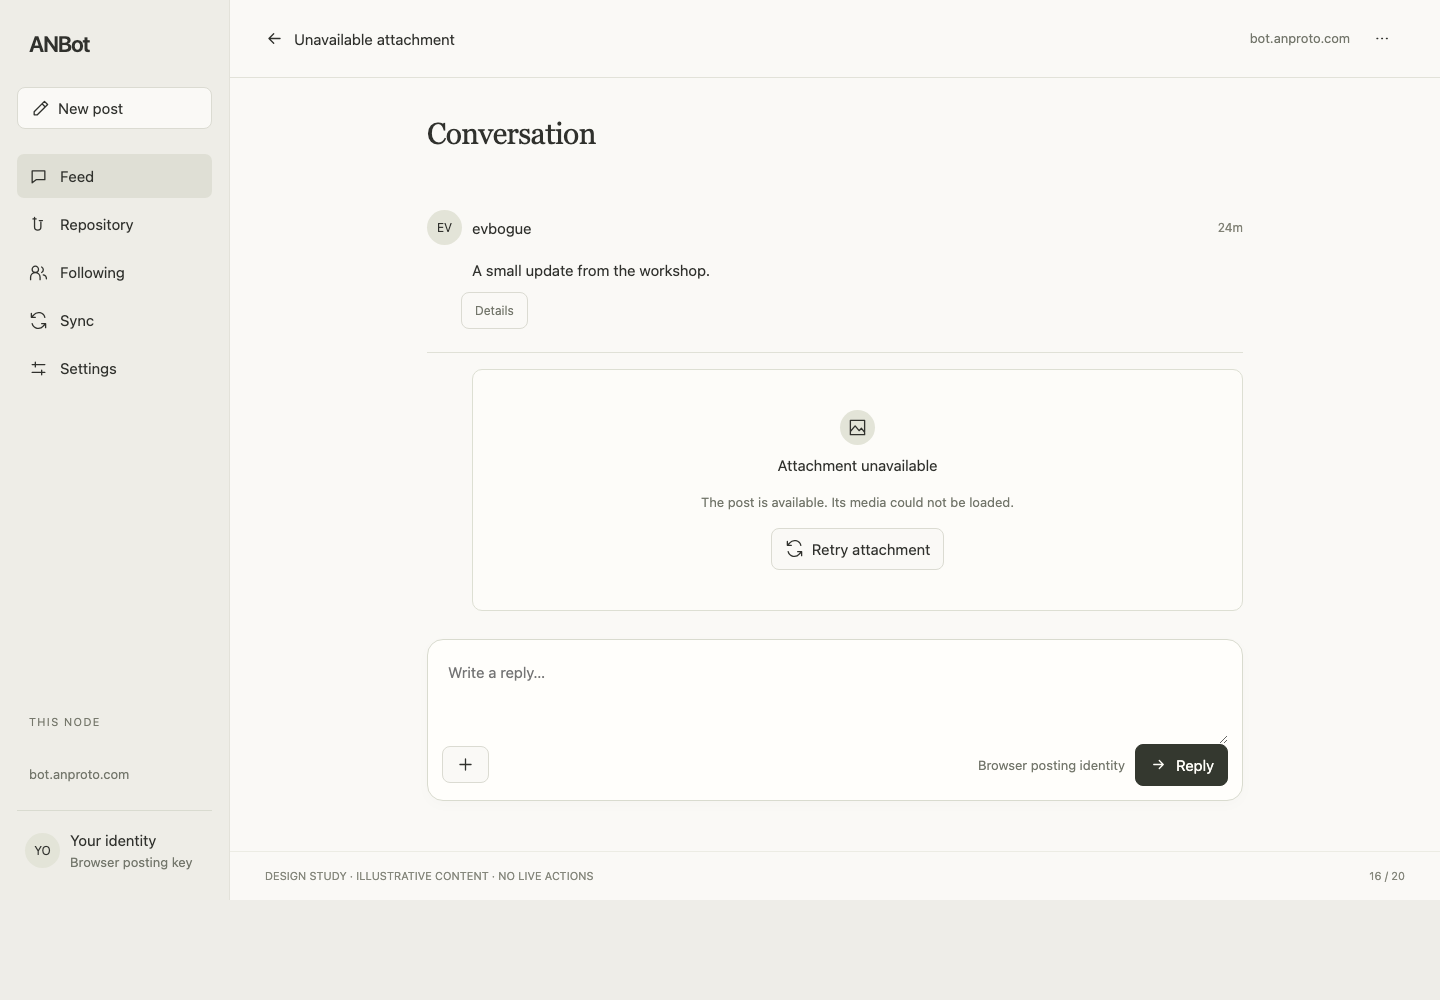 ANBot
New post
Feed
Repository
Following
Sync
Settings
THIS NODE
bot.anproto.com
YO
Your identity
Browser posting key
Unavailable attachment
bot.anproto.com
...
Conversation
EV
evbogue
24m
A small update from the workshop.
Details
Attachment unavailable
The post is available. Its media could not be loaded.
Retry attachment
Write a reply...
Browser posting identity
Reply
DESIGN STUDY · ILLUSTRATIVE CONTENT · NO LIVE ACTIONS
16 / 20